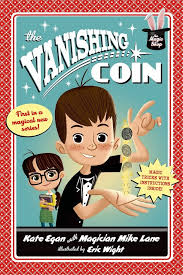 The Magic Shop
the
VANISHING
COIN
First in a
magical new
series!
MAGIC
TRICKS WITH
INSTRUCTIONS
INSIDE!
Kate Egan with Magician Mike Lane
illustrated by Eric Wight